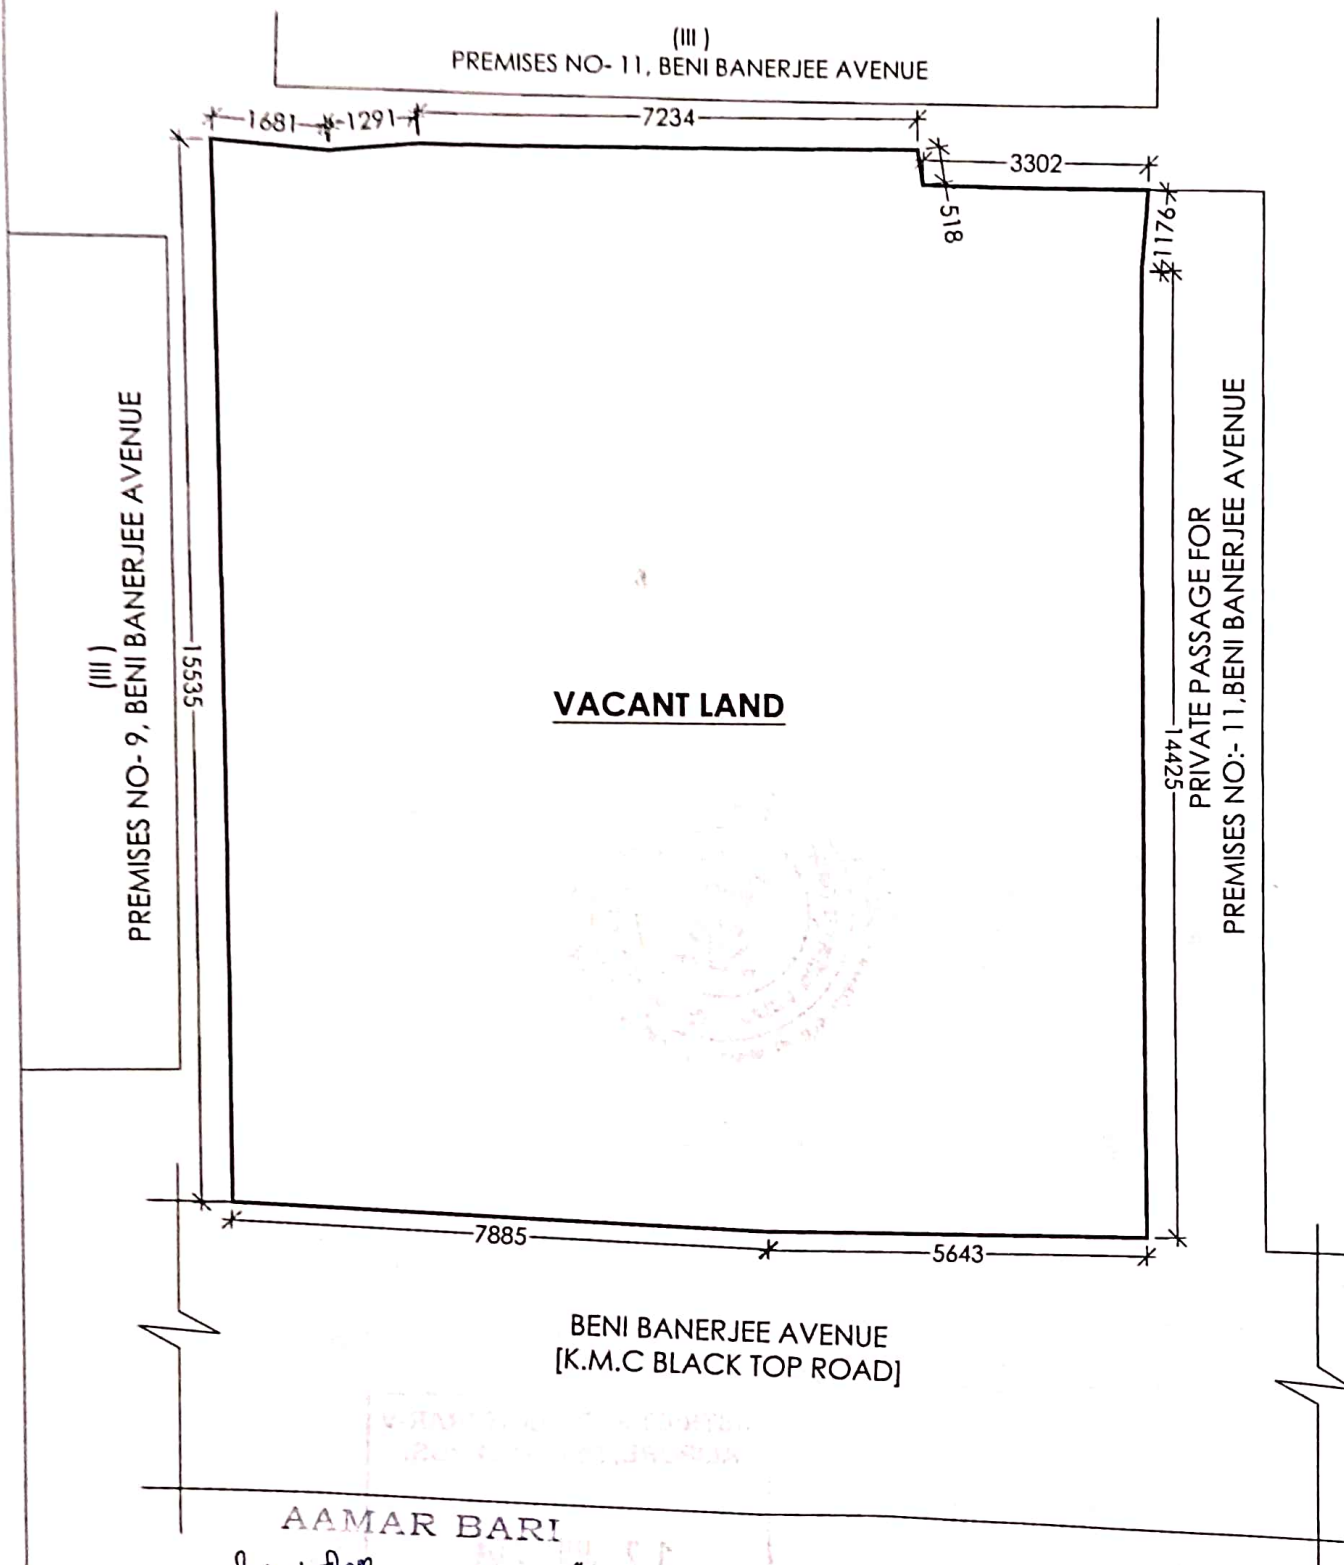 (III)
PREMISES NO- 11, BENI BANERJEE AVENUE
1681
1291
7234
3302
518
1176
PREMISES NO- 9, BENI BANERJEE AVENUE
(III)
15535
VACANT LAND
14425
PRIVATE PASSAGE FOR
PREMISES NO:- 11,BENI BANERJEE AVENUE
7885
5643
BENI BANERJEE AVENUE
[K.M.C BLACK TOP ROAD]
AAMAR BARI